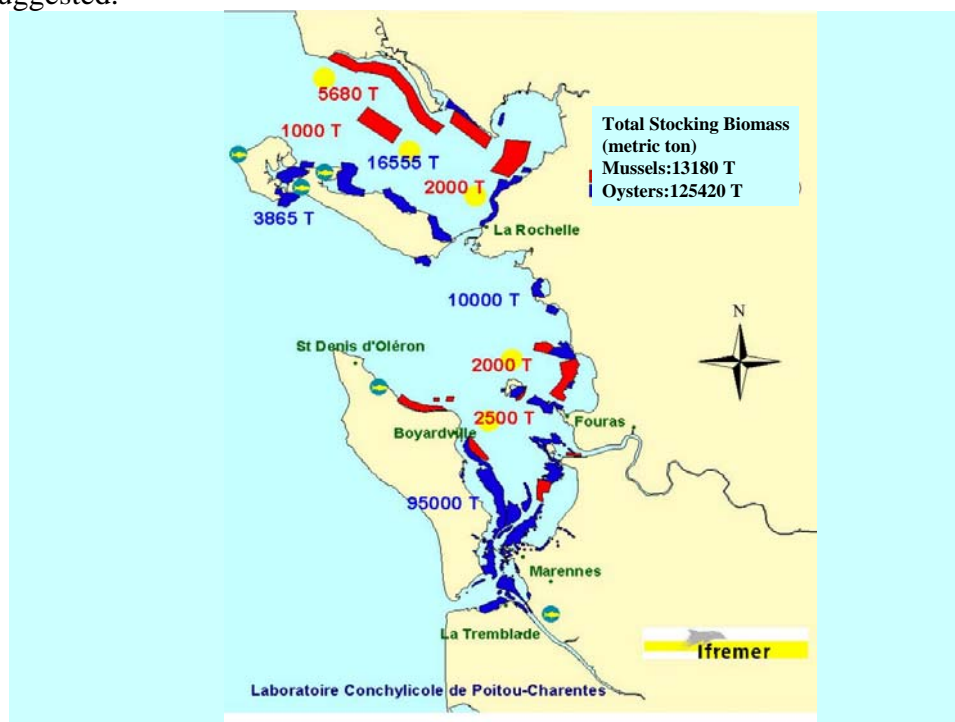 uggested.
5680 T
1000 T
16555 T
2000 T
3865 T
Total Stocking Biomass
(metric ton)
Mussels:13180 T
Oysters:125420 T
La Rochelle
10000 T
N
St Denis d'Oléron
2000 T
2500 T
Fouras
Boyardville
95000 T
Marennes
La Tremblade
Ifremer
Laboratoire Conchylicole de Poitou-Charentes